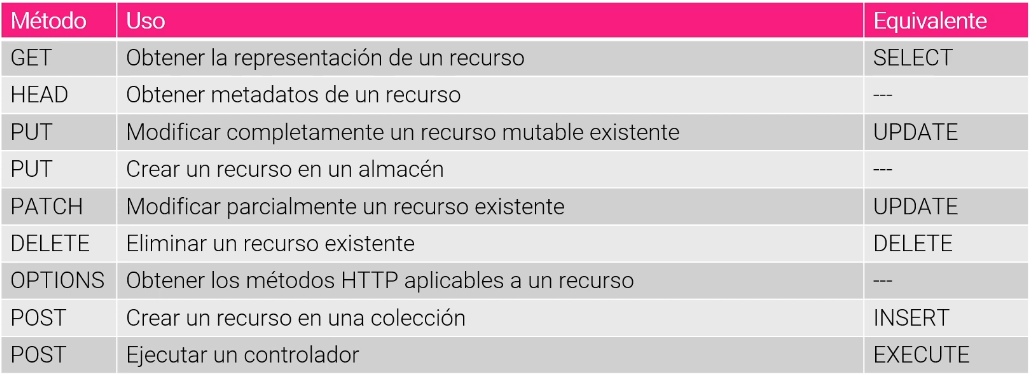 Método Uso Equivalente
GET Obtener la representación de un recurso SELECT
HEAD Obtener metadatos de un recurso ---
PUT Modificar completamente un recurso mutable existente UPDATE
PUT Crear un recurso en un almacén ---
PATCH Modificar parcialmente un recurso existente UPDATE
DELETE Eliminar un recurso existente DELETE
OPTIONS Obtener los métodos HTTP aplicables a un recurso ---
POST Crear un recurso en una colección INSERT
POST Ejecutar un controlador EXECUTE